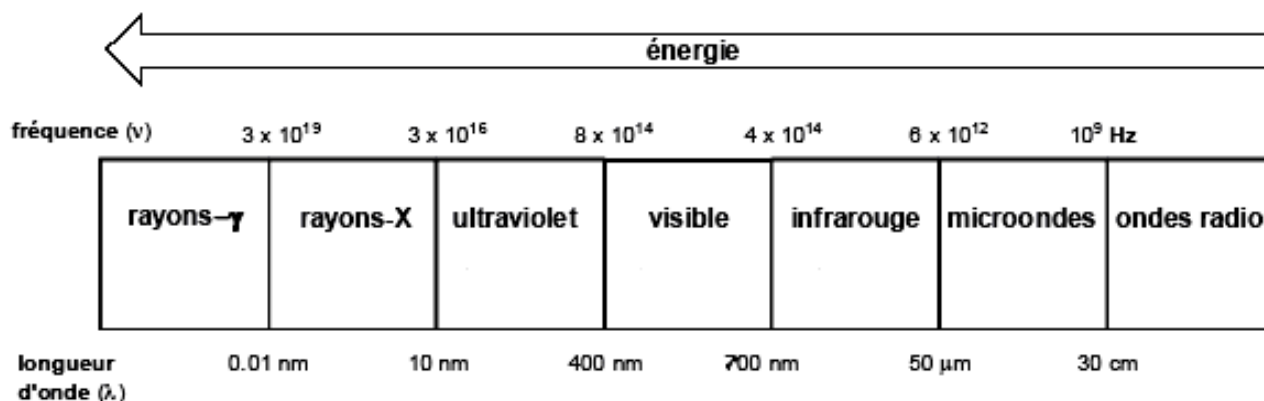 énergie
fréquence (ν) 3 x 10¹⁹ 3 x 10¹⁶ 8 x 10¹⁴ 4 x 10¹⁴ 6 x 10¹² 10⁹ Hz
rayons-γ rayons-X ultraviolet visible infrarouge microondes ondes radio
longueur 0.01 nm 10 nm 400 nm 700 nm 50 µm 30 cm
d'onde (λ)